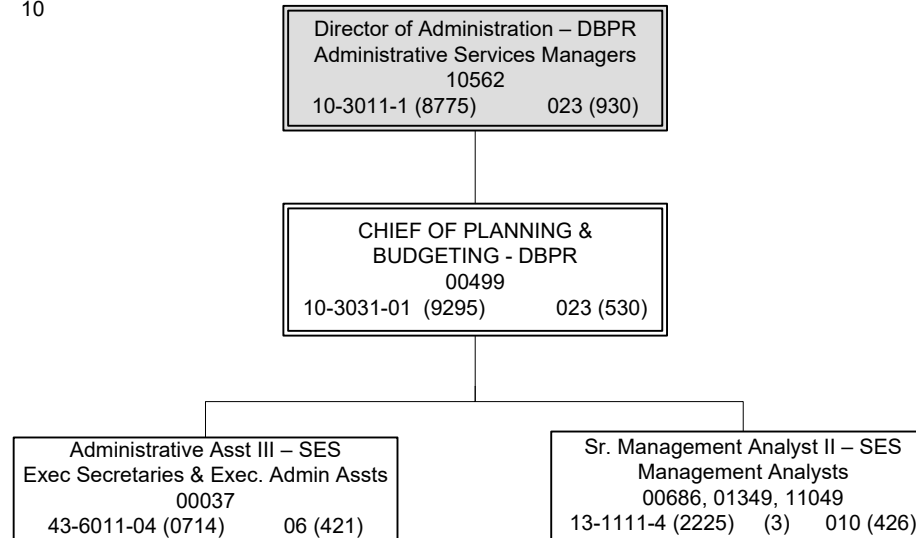 10
Director of Administration – DBPR
Administrative Services Managers
10562
10-3011-1 (8775) 023 (930)
CHIEF OF PLANNING &
BUDGETING - DBPR
00499
10-3031-01 (9295) 023 (530)
Administrative Asst III – SES
Exec Secretaries & Exec. Admin Assts
00037
43-6011-04 (0714) 06 (421)
Sr. Management Analyst II – SES
Management Analysts
00686, 01349, 11049
13-1111-4 (2225) (3) 010 (426)